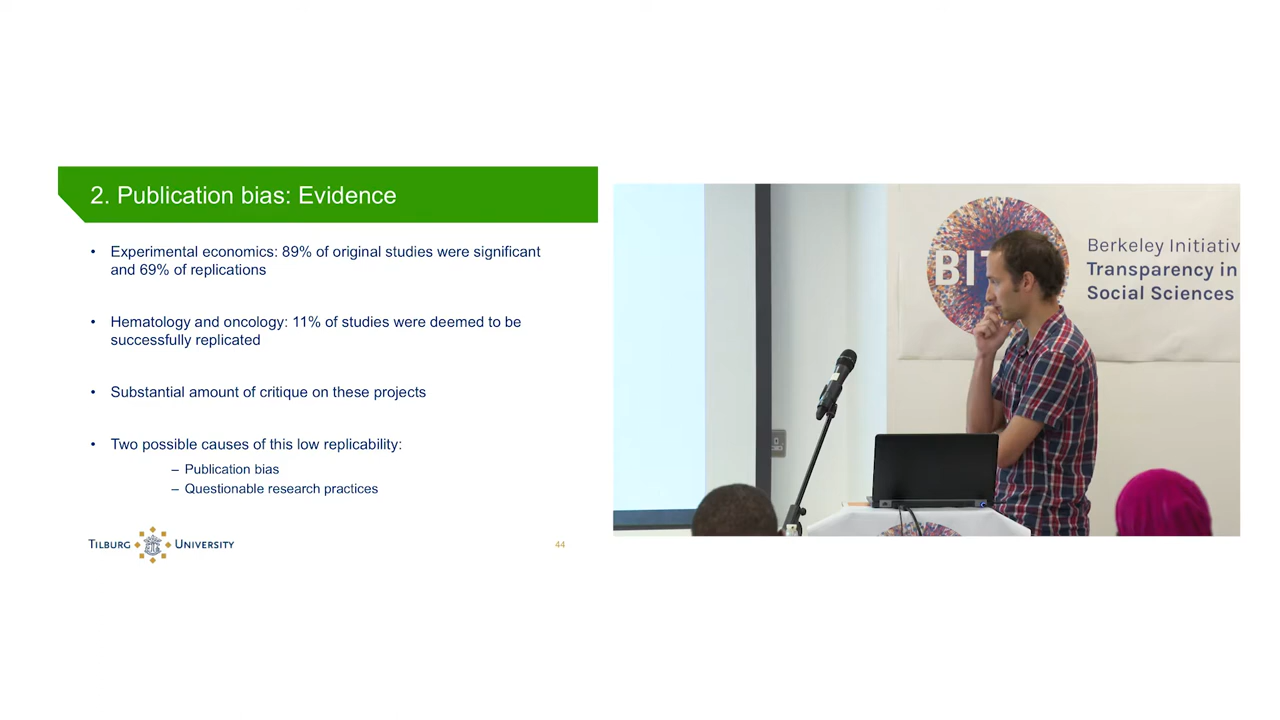 2. Publication bias: Evidence
• Experimental economics: 89% of original studies were significant
and 69% of replications
• Hematology and oncology: 11% of studies were deemed to be
successfully replicated
• Substantial amount of critique on these projects
• Two possible causes of this low replicability:
– Publication bias
– Questionable research practices
TILBURG UNIVERSITY
44
BIT
Berkeley Initiativ
Transparency in
Social Sciences